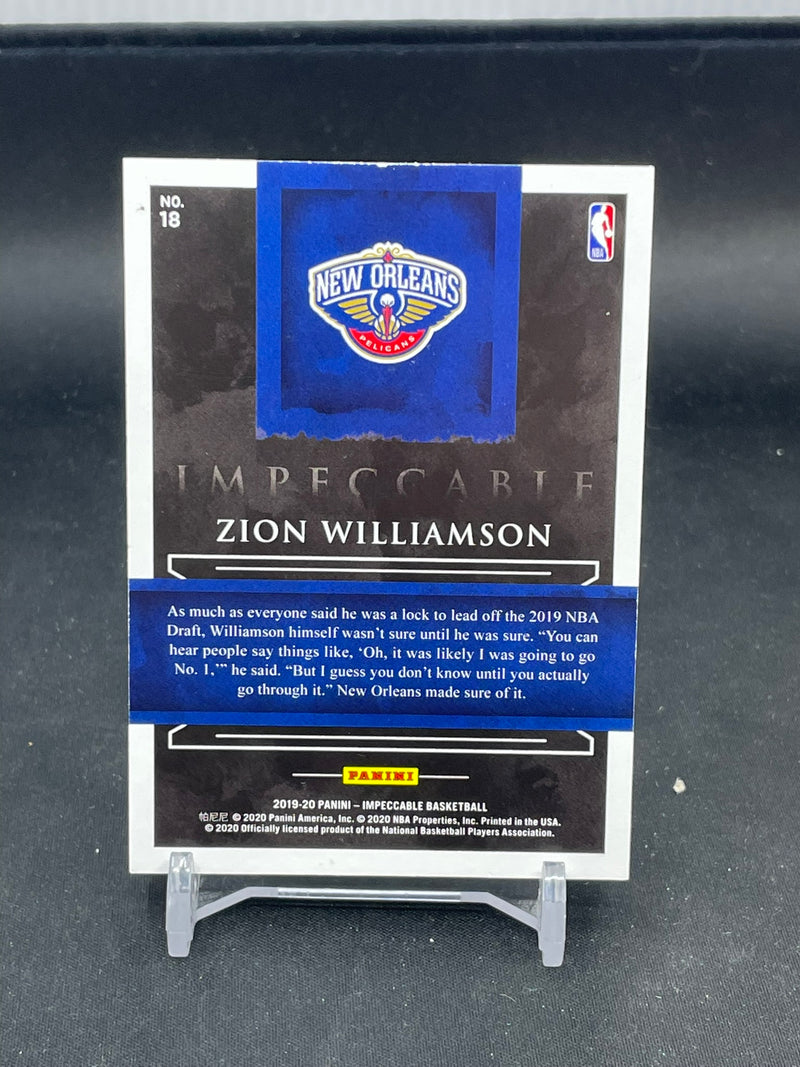 NO.
18
NBA
NEW ORLEANS
PELICANS
IMPECCABLE
ZION WILLIAMSON
As much as everyone said he was a lock to lead off the 2019 NBA
Draft, Williamson himself wasn't sure until he was sure. “You can
hear people say things like, ‘Oh, it was likely I was going to go
No. 1,’” he said. “But I guess you don't know until you actually
go through it.” New Orleans made sure of it.
PANINI
2019-20 PANINI – IMPECCABLE BASKETBALL
帕尼尼 © 2020 Panini America, Inc. © 2020 NBA Properties, Inc. Printed in the USA.
© 2020 Officially licensed product of the National Basketball Players Association.